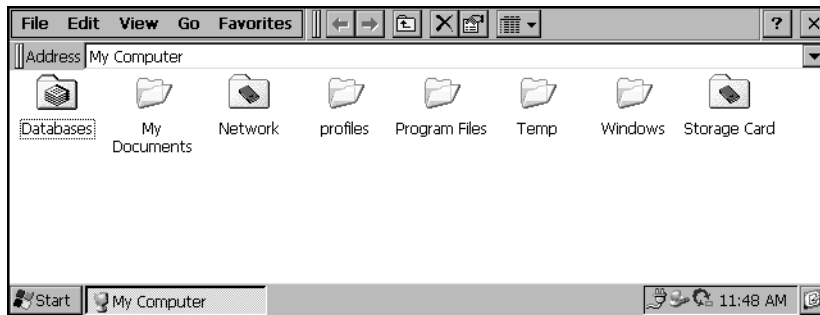 File Edit View Go Favorites ?
Address My Computer
Databases My Documents Network profiles Program Files Temp Windows Storage Card
Start My Computer 11:48 AM